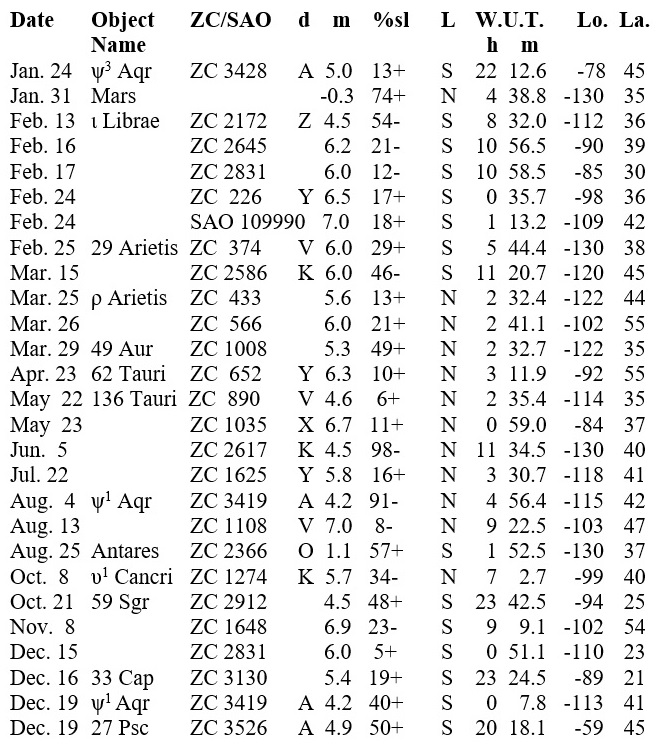 Date Object ZC/SAO d m %sl L W.U.T. Lo. La.
Name h m
Jan. 24 ψ³ Aqr ZC 3428 A 5.0 13+ S 22 12.6 -78 45
Jan. 31 Mars -0.3 74+ N 4 38.8 -130 35
Feb. 13 ι Librae ZC 2172 Z 4.5 54- S 8 32.0 -112 36
Feb. 16 ZC 2645 6.2 21- S 10 56.5 -90 39
Feb. 17 ZC 2831 6.0 12- S 10 58.5 -85 30
Feb. 24 ZC 226 Y 6.5 17+ S 0 35.7 -98 36
Feb. 24 SAO 109990 7.0 18+ S 1 13.2 -109 42
Feb. 25 29 Arietis ZC 374 V 6.0 29+ S 5 44.4 -130 38
Mar. 15 ZC 2586 K 6.0 46- S 11 20.7 -120 45
Mar. 25 ρ Arietis ZC 433 5.6 13+ N 2 32.4 -122 44
Mar. 26 ZC 566 6.0 21+ N 2 41.1 -102 55
Mar. 29 49 Aur ZC 1008 5.3 49+ N 2 32.7 -122 35
Apr. 23 62 Tauri ZC 652 Y 6.3 10+ N 3 11.9 -92 55
May 22 136 Tauri ZC 890 V 4.6 6+ N 2 35.4 -114 35
May 23 ZC 1035 X 6.7 11+ N 0 59.0 -84 37
Jun. 5 ZC 2617 K 4.5 98- N 11 34.5 -130 40
Jul. 22 ZC 1625 Y 5.8 16+ N 3 30.7 -118 41
Aug. 4 ψ¹ Aqr ZC 3419 A 4.2 91- N 4 56.4 -115 42
Aug. 13 ZC 1108 V 7.0 8- N 9 22.5 -103 47
Aug. 25 Antares ZC 2366 O 1.1 57+ S 1 52.5 -130 37
Oct. 8 υ¹ Cancri ZC 1274 K 5.7 34- N 7 2.7 -99 40
Oct. 21 59 Sgr ZC 2912 4.5 48+ S 23 42.5 -94 25
Nov. 8 ZC 1648 6.9 23- S 9 9.1 -102 54
Dec. 15 ZC 2831 6.0 5+ S 0 51.1 -110 23
Dec. 16 33 Cap ZC 3130 5.4 19+ S 23 24.5 -89 21
Dec. 19 ψ¹ Aqr ZC 3419 A 4.2 40+ S 0 7.8 -113 41
Dec. 19 27 Psc ZC 3526 A 4.9 50+ S 20 18.1 -59 45